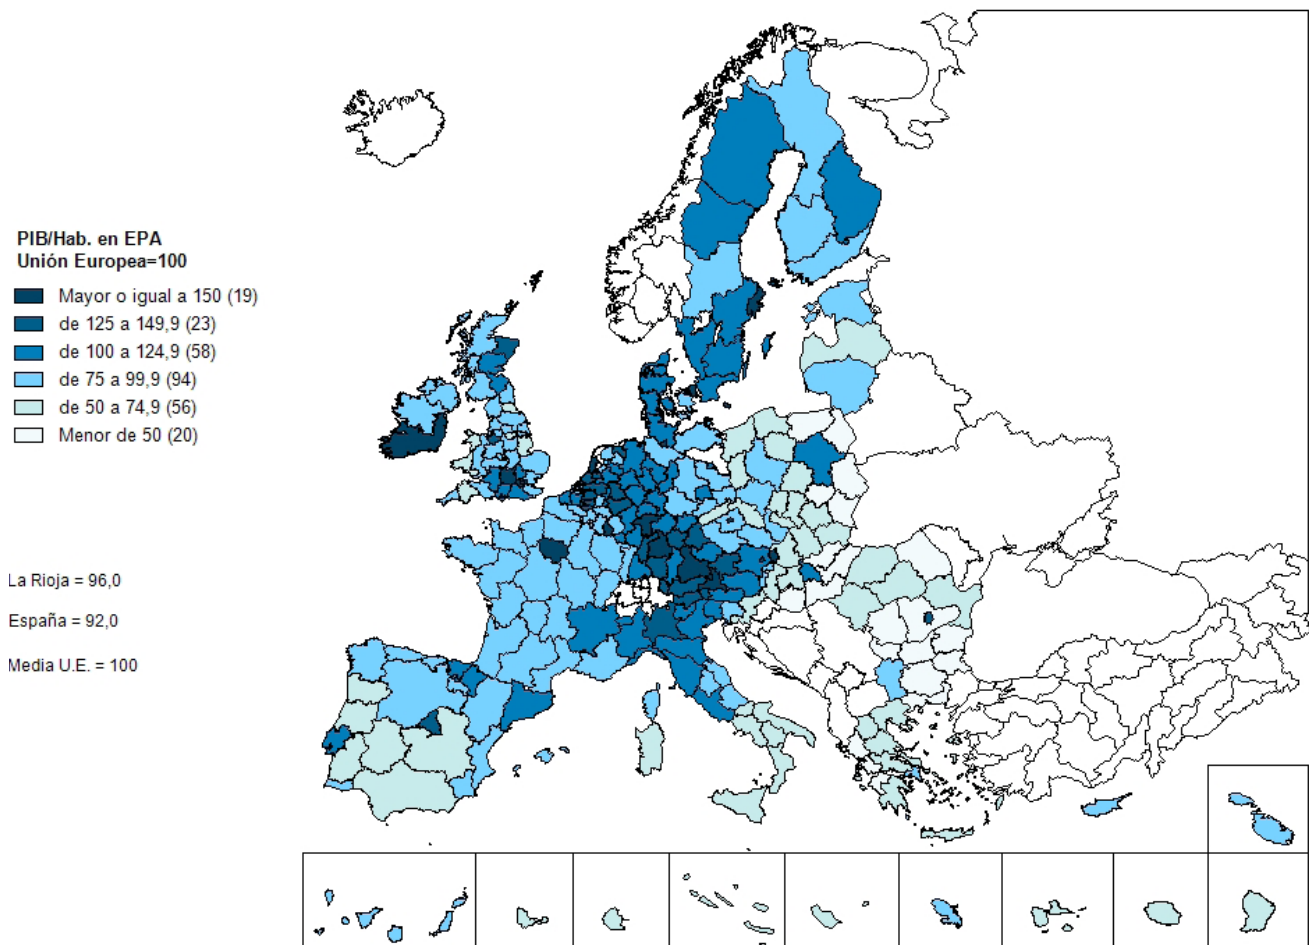 PIB/Hab. en EPA
Unión Europea=100
Mayor o igual a 150 (19)
de 125 a 149,9 (23)
de 100 a 124,9 (58)
de 75 a 99,9 (94)
de 50 a 74,9 (56)
Menor de 50 (20)
La Rioja = 96,0
España = 92,0
Media U.E. = 100